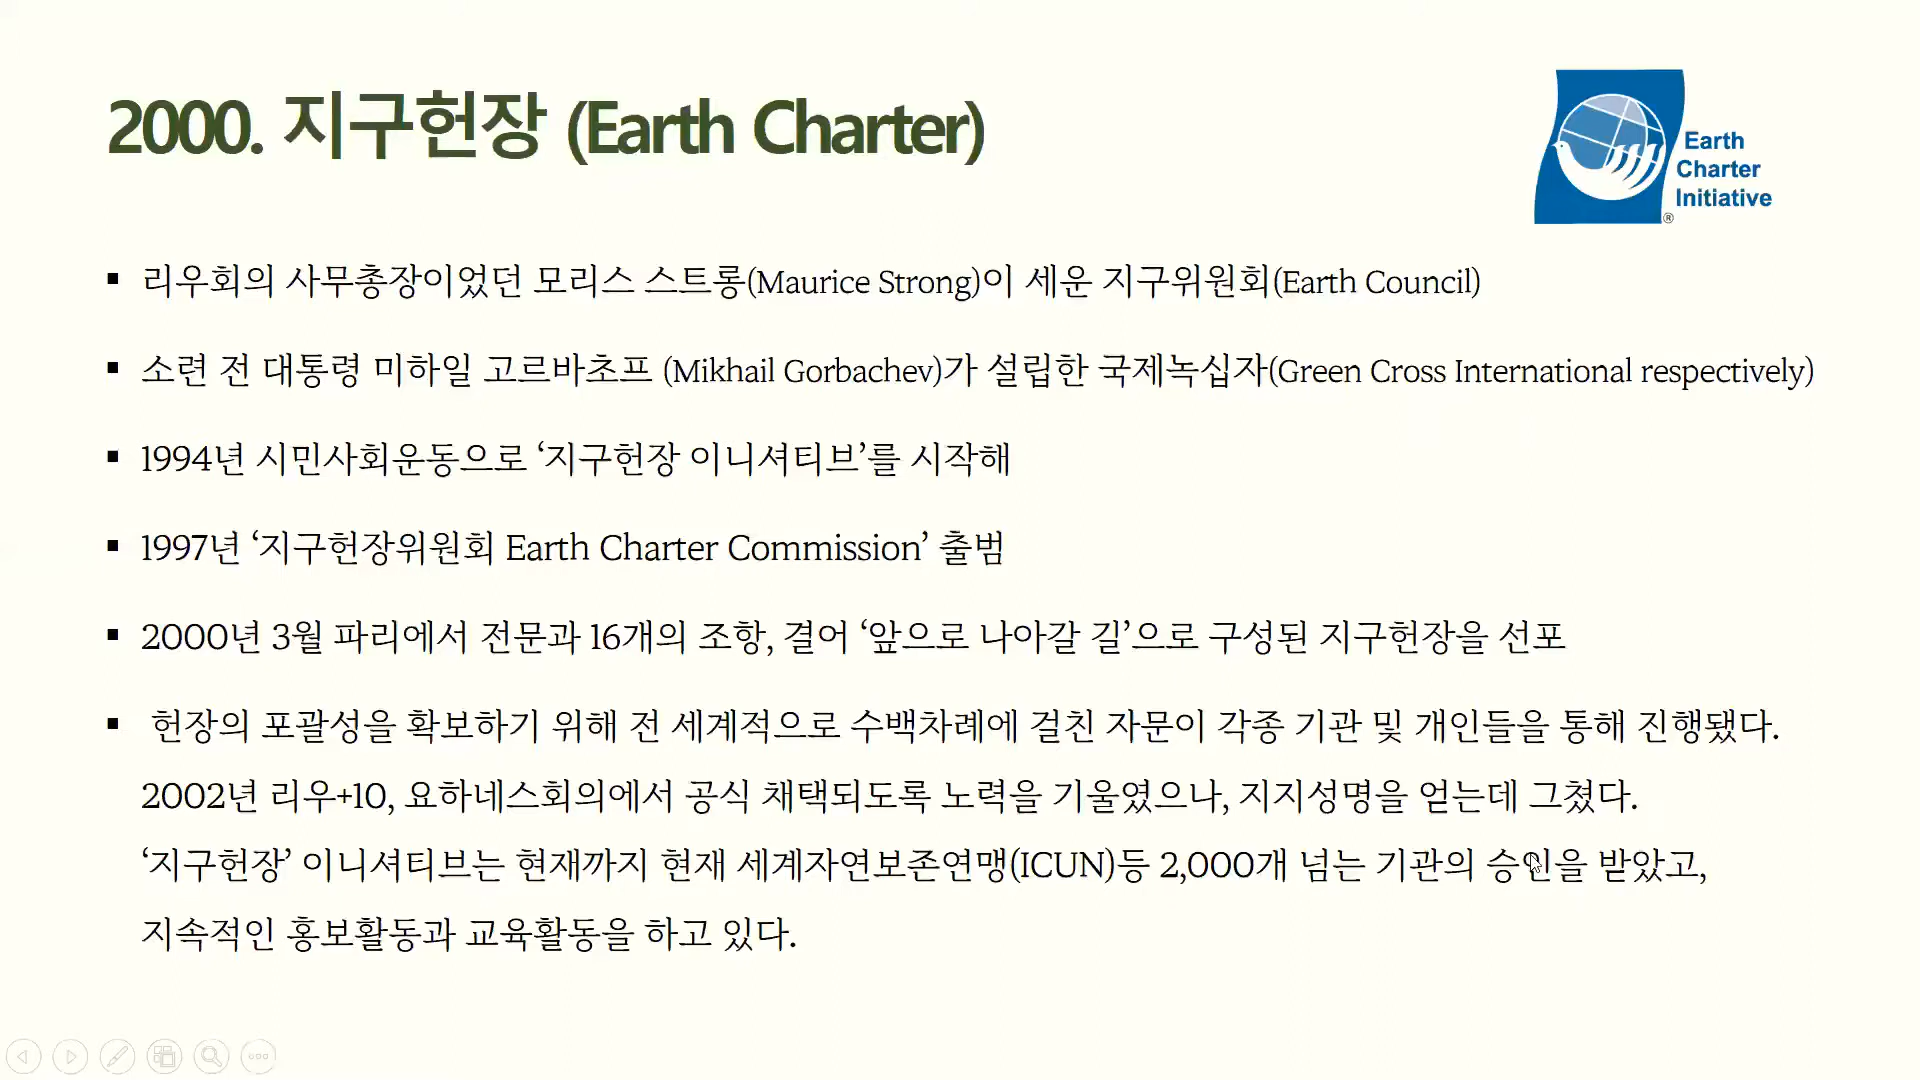 2000. 지구헌장 (Earth Charter)
Earth
Charter
Initiative
®
▪ 리우회의 사무총장이었던 모리스 스트롱(Maurice Strong)이 세운 지구위원회(Earth Council)
▪ 소련 전 대통령 미하일 고르바초프 (Mikhail Gorbachev)가 설립한 국제녹십자(Green Cross International respectively)
▪ 1994년 시민사회운동으로 ‘지구헌장 이니셔티브’를 시작해
▪ 1997년 ‘지구헌장위원회 Earth Charter Commission’ 출범
▪ 2000년 3월 파리에서 전문과 16개의 조항, 결어 ‘앞으로 나아갈 길’으로 구성된 지구헌장을 선포
▪ 헌장의 포괄성을 확보하기 위해 전 세계적으로 수백차례에 걸친 자문이 각종 기관 및 개인들을 통해 진행됐다.
2002년 리우+10, 요하네스회의에서 공식 채택되도록 노력을 기울였으나, 지지성명을 얻는데 그쳤다.
‘지구헌장’ 이니셔티브는 현재까지 현재 세계자연보존연맹(ICUN)등 2,000개 넘는 기관의 승인을 받았고,
지속적인 홍보활동과 교육활동을 하고 있다.